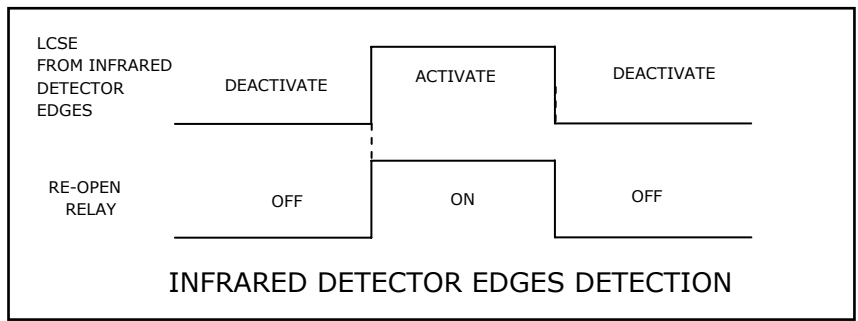 LCSE
FROM INFRARED
DETECTOR
EDGES
DEACTIVATE
ACTIVATE
DEACTIVATE
RE-OPEN
RELAY
OFF
ON
OFF
INFRARED DETECTOR EDGES DETECTION